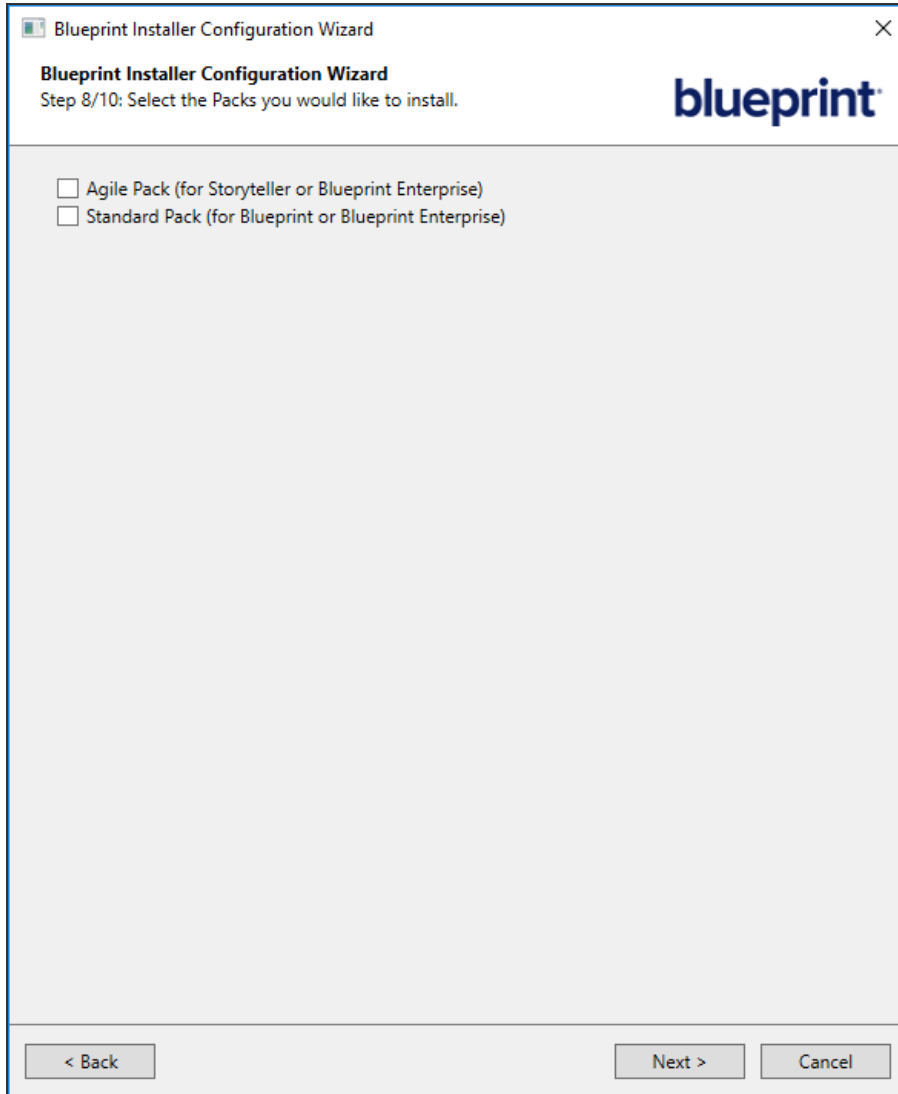 Blueprint Installer Configuration Wizard
Blueprint Installer Configuration Wizard
Step 8/10: Select the Packs you would like to install.
blueprint
Agile Pack (for Storyteller or Blueprint Enterprise)
Standard Pack (for Blueprint or Blueprint Enterprise)
< Back
Next >
Cancel